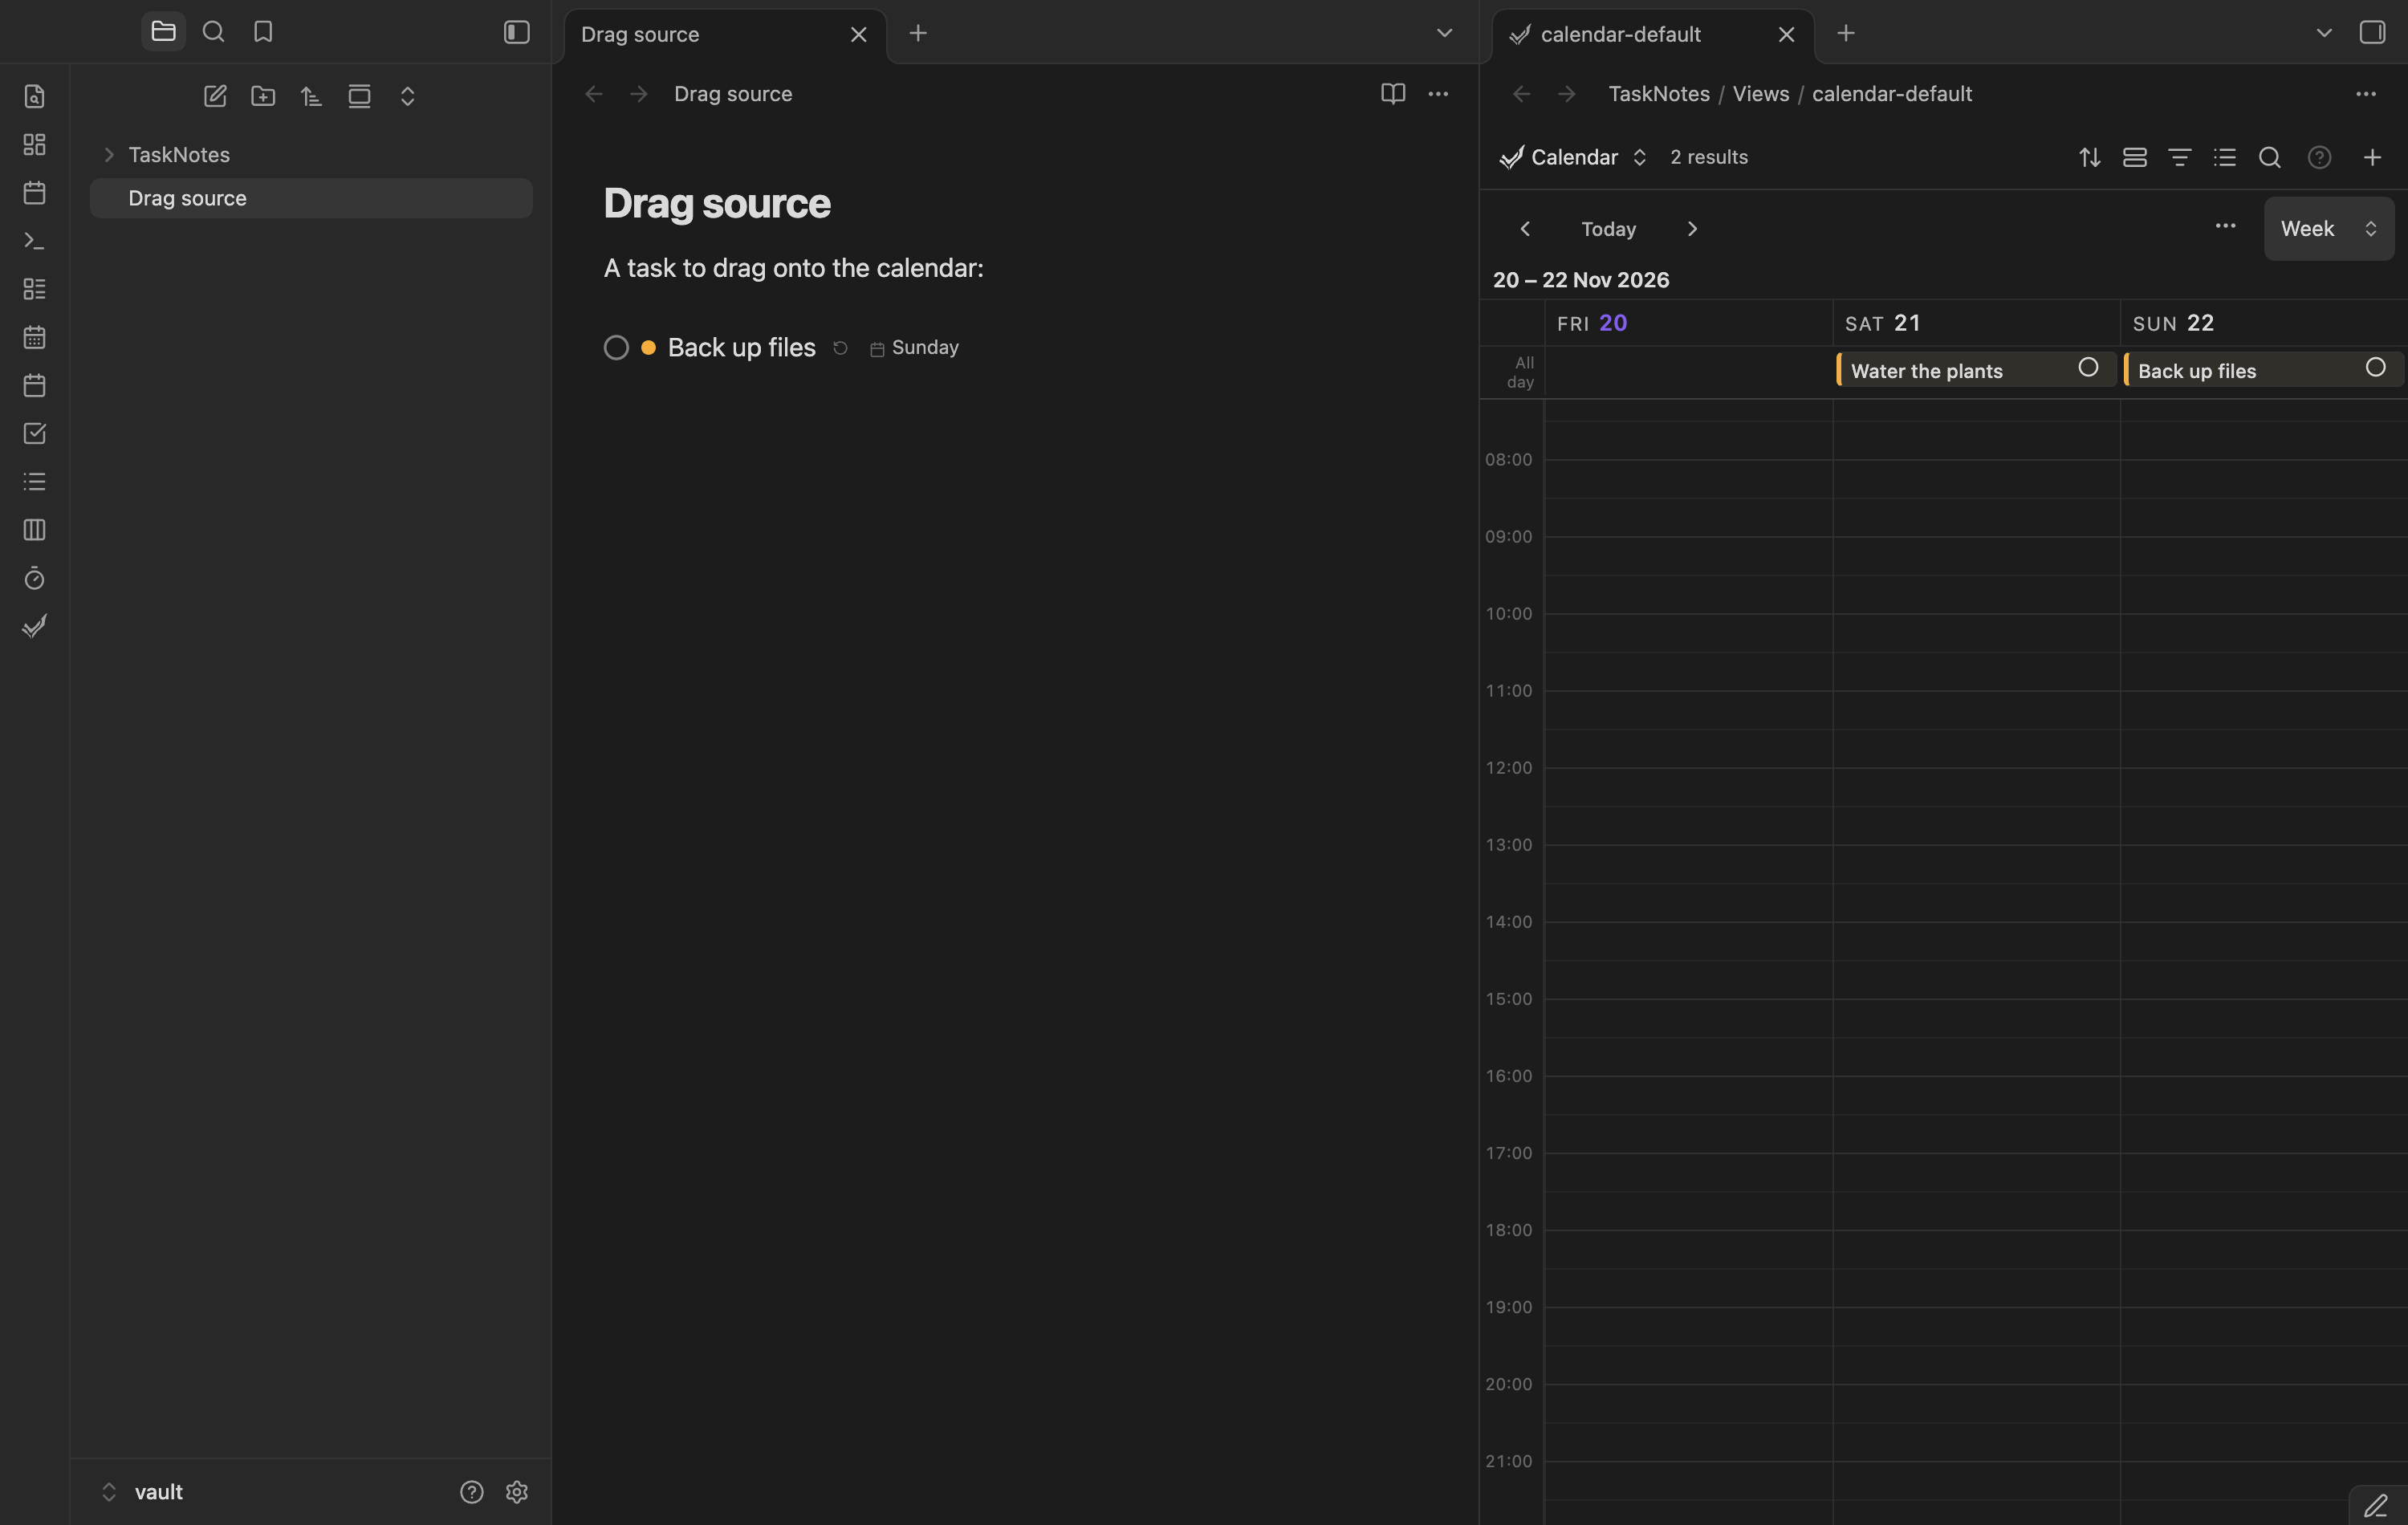 Drag source
calendar-default
Drag source
TaskNotes / Views / calendar-default
TaskNotes
Drag source
Drag source
A task to drag onto the calendar:
Back up files Sunday
Calendar 2 results
Today
Week
20 – 22 Nov 2026
FRI 20 SAT 21 SUN 22
All
day
Water the plants
Back up files
08:00
09:00
10:00
11:00
12:00
13:00
14:00
15:00
16:00
17:00
18:00
19:00
20:00
21:00
vault